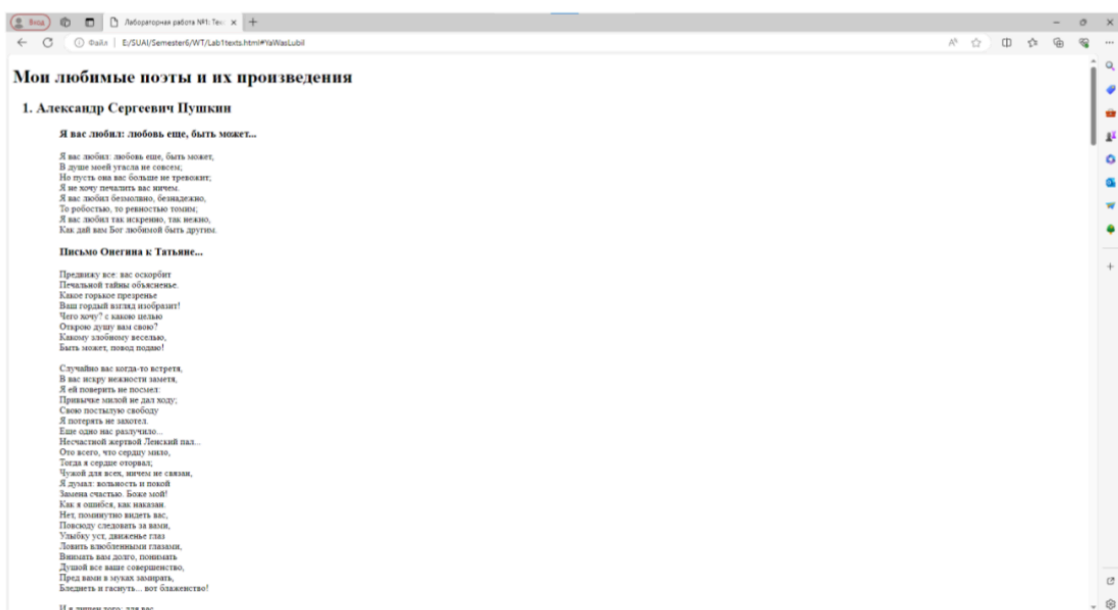 Вход
Лабораторная работа №1: Тек
Файл
E:/SUAI/Semester6/WT/Lab1texts.html#YaWasLubil
Мои любимые поэты и их произведения
1. Александр Сергеевич Пушкин
Я вас любил: любовь еще, быть может...
Я вас любил: любовь еще, быть может,
В душе моей угасла не совсем;
Но пусть она вас больше не тревожит;
Я не хочу печалить вас ничем.
Я вас любил безмолвно, безнадежно,
То робостью, то ревностью томим;
Я вас любил так искренно, так нежно,
Как дай вам Бог любимой быть другим.
Письмо Онегина к Татьяне...
Предвижу все: вас оскорбит
Печальной тайны объясненье.
Какое горькое презренье
Ваш гордый взгляд изобразит!
Чего хочу? с какою целью
Открою душу вам свою?
Какому злобному веселью,
Быть может, повод подаю!
Случайно вас когда-то встретя,
В вас искру нежности заметя,
Я ей поверить не посмел:
Привычке милой не дал ходу;
Свою постылую свободу
Я потерять не захотел.
Еще одно нас разлучило...
Несчастной жертвой Ленский пал...
Ото всего, что сердцу мило,
Тогда я сердце оторвал;
Чужой для всех, ничем не связан,
Я думал: вольность и покой
Замена счастью. Боже мой!
Как я ошибся, как наказан.
Нет, поминутно видеть вас,
Повсюду следовать за вами,
Улыбку уст, движенье глаз
Ловить влюбленными глазами,
Внимать вам долго, понимать
Душой все ваше совершенство,
Пред вами в муках замирать,
Бледнеть и гаснуть... вот блаженство!
И я лишен того: для вас